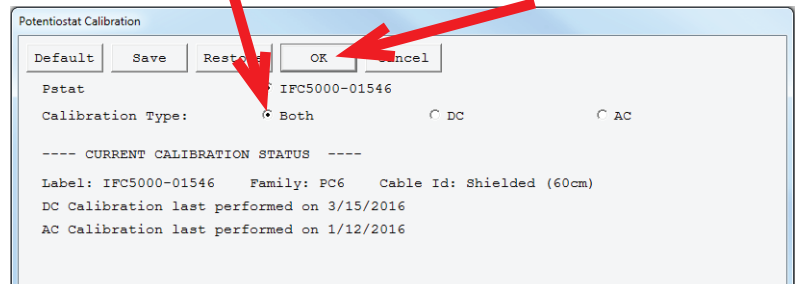 Potentiostat Calibration
Default Save OK
Pstat IFC5000-01546
Calibration Type: Both DC AC
---- CURRENT CALIBRATION STATUS ----
Label: IFC5000-01546 Family: PC6 Cable Id: Shielded (60cm)
DC Calibration last performed on 3/15/2016
AC Calibration last performed on 1/12/2016